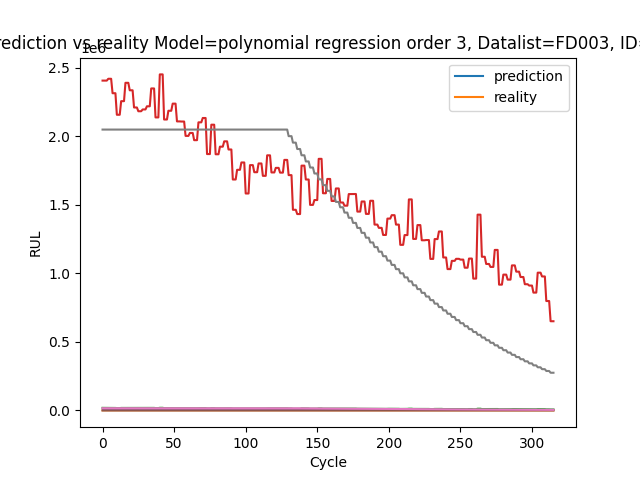 rediction vs reality Model=polynomial regression order 3, Datalist=FD003, ID=
1e6
2.5
2.0
1.5
1.0
0.5
0.0
RUL
prediction
reality
0 50 100 150 200 250 300
Cycle